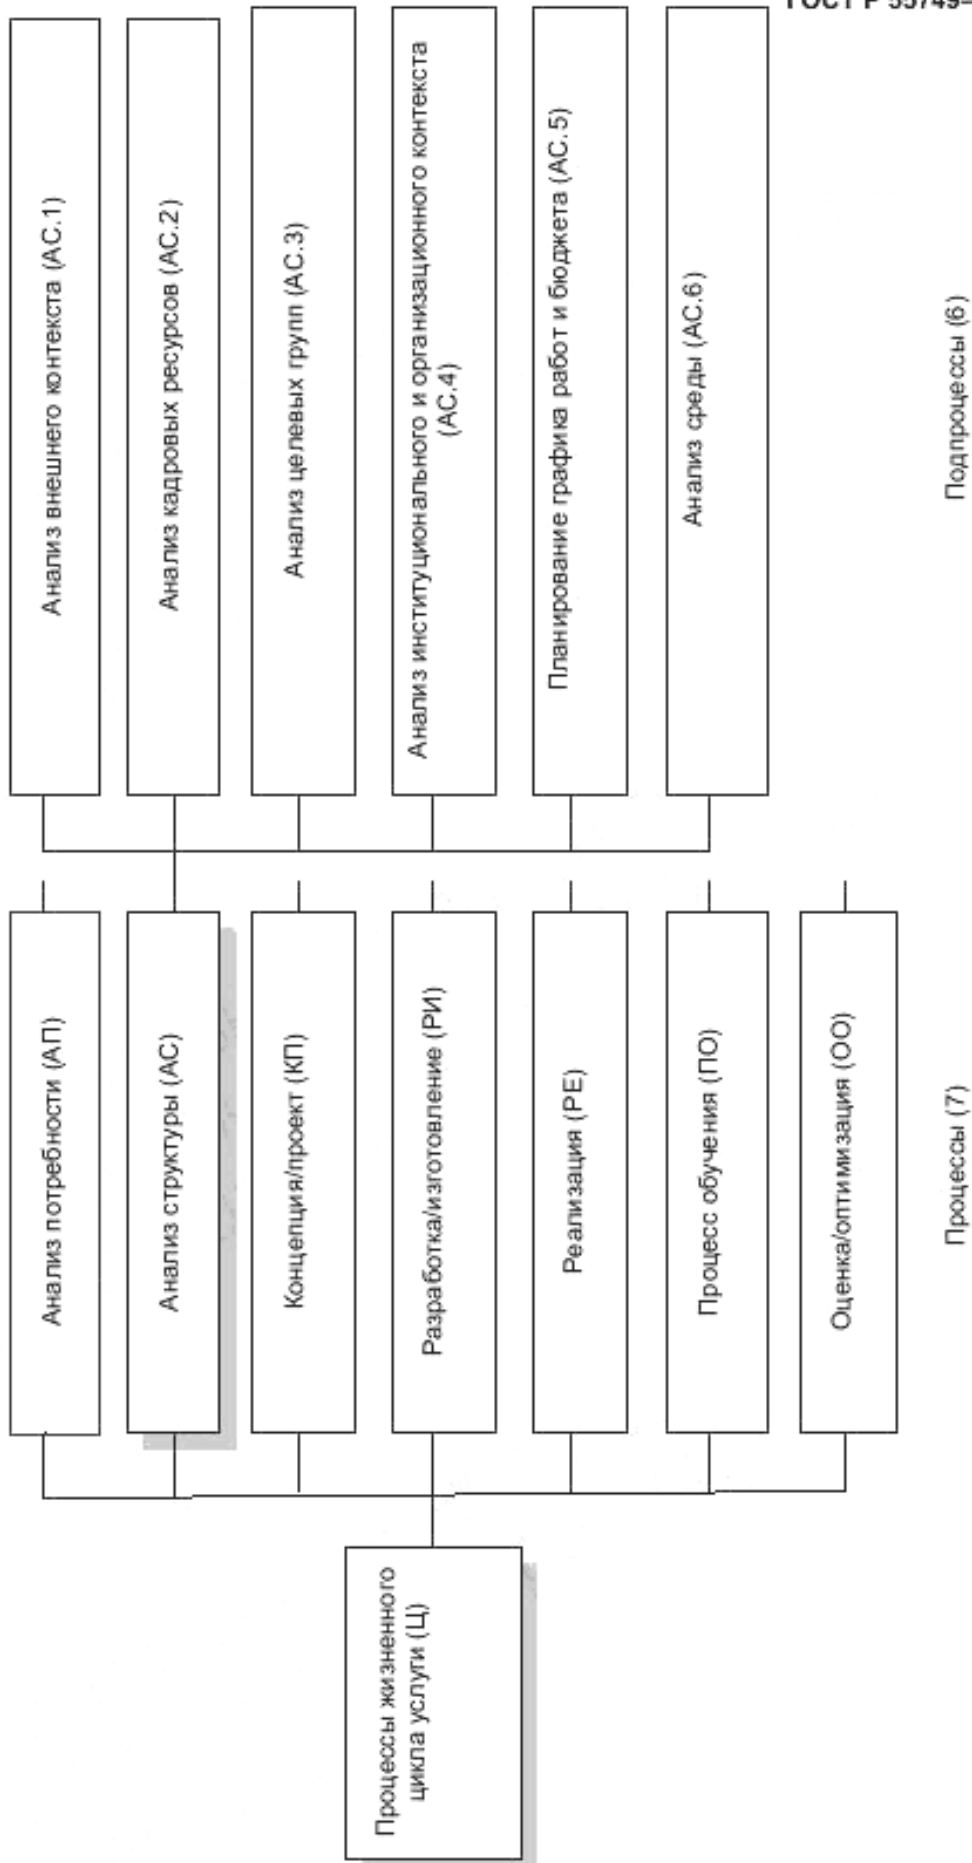 ГОСТ Р 55749—
Процессы жизненного
цикла услуги (Ц)
Анализ потребности (АП)
Анализ структуры (АС)
Концепция/проект (КП)
Разработка/изготовление (РИ)
Реализация (РЕ)
Процесс обучения (ПО)
Оценка/оптимизация (ОО)
Процессы (7)
Анализ внешнего контекста (АС.1)
Анализ кадровых ресурсов (АС.2)
Анализ целевых групп (АС.3)
Анализ институционального и организационного контекста
(АС.4)
Планирование графика работ и бюджета (АС.5)
Анализ среды (АС.6)
Подпроцессы (6)